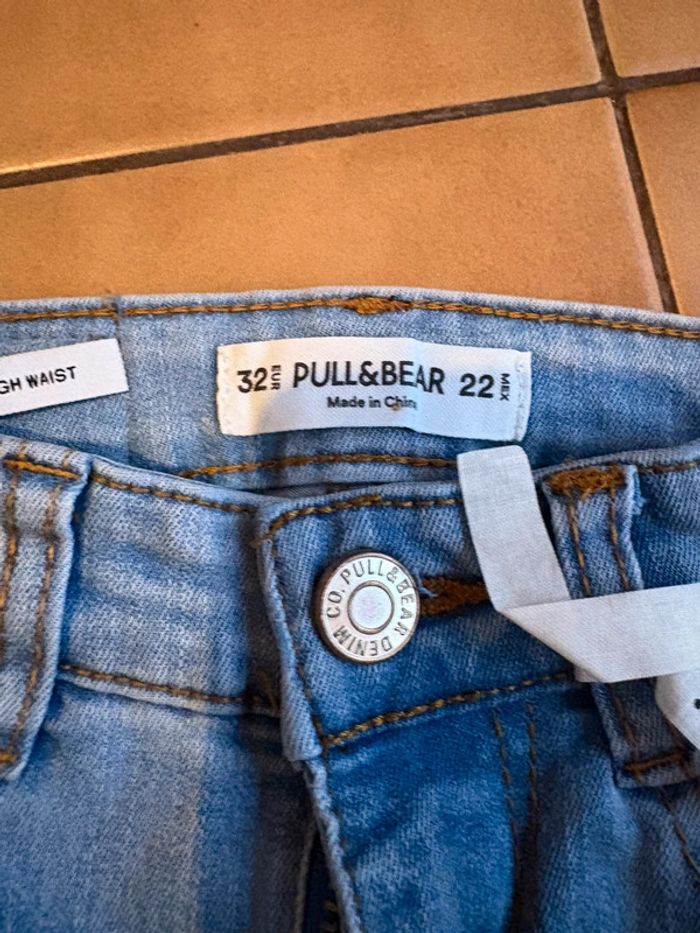 GH WAIST
32 EUR PULL&BEAR 22 MEX
Made in China
PULL&BEAR DENIM CO.